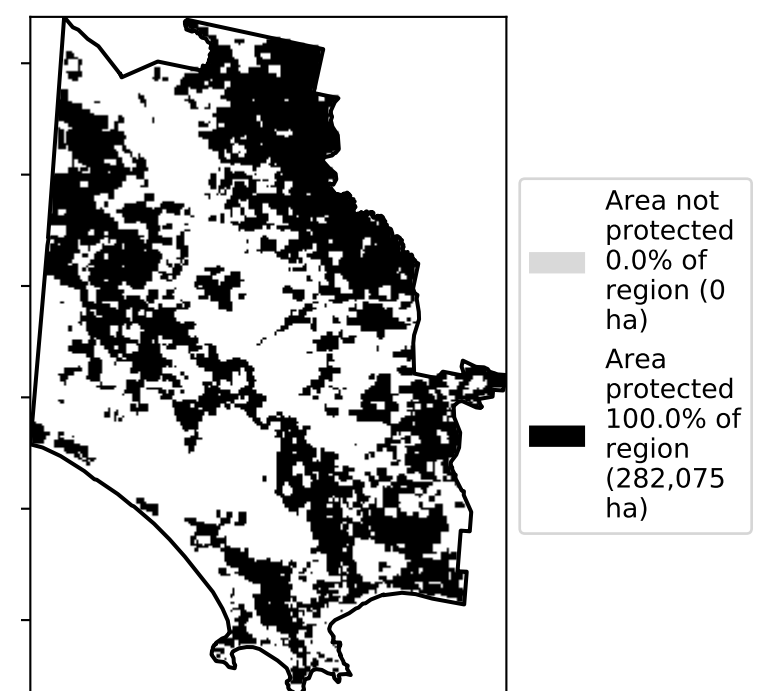 Area not
protected
0.0% of
region (0
ha)
Area
protected
100.0% of
region
(282,075
ha)